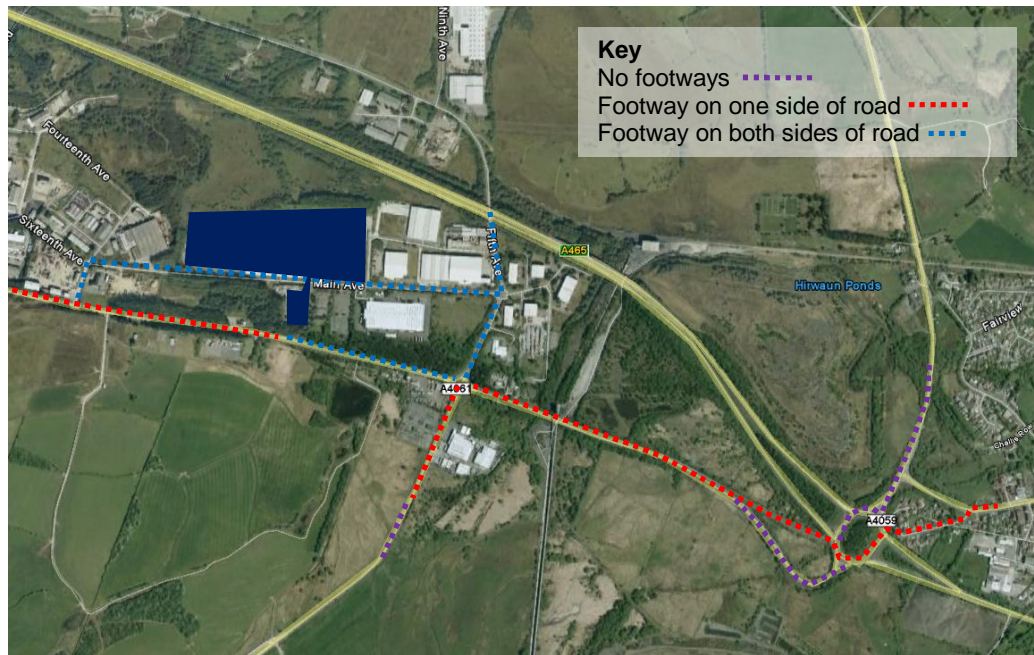 Key
No footways
Footway on one side of road
Footway on both sides of road
Ninth Ave
Fourteenth Ave
Sixteenth Ave
Fifth Ave
A465
Main Ave
Hirwaun Ponds
Fairview
A4061
A4059